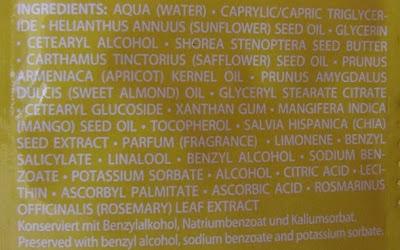 INGREDIENTS: AQUA (WATER) • CAPRYLIC/CAPRIC TRIGLYCER-
IDE • HELIANTHUS ANNUUS (SUNFLOWER) SEED OIL • GLYCERIN
• CETEARYL ALCOHOL • SHOREA STENOPTERA SEED BUTTER
• CARTHAMUS TINCTORIUS (SAFFLOWER) SEED OIL • PRUNUS
ARMENIACA (APRICOT) KERNEL OIL • PRUNUS AMYGDALUS
DULCIS (SWEET ALMOND) OIL • GLYCERYL STEARATE CITRATE
• CETEARYL GLUCOSIDE • XANTHAN GUM • MANGIFERA INDICA
(MANGO) SEED OIL • TOCOPHEROL • SALVIA HISPANICA (CHIA)
SEED EXTRACT • PARFUM (FRAGRANCE) • LIMONENE • BENZYL
SALICYLATE • LINALOOL • BENZYL ALCOHOL • SODIUM BEN-
ZOATE • POTASSIUM SORBATE • ALCOHOL • CITRIC ACID • LECI-
THIN • ASCORBYL PALMITATE • ASCORBIC ACID • ROSMARINUS
OFFICINALIS (ROSEMARY) LEAF EXTRACT
Konserviert mit Benzylalkohol, Natriumbenzoat und Kaliumsorbat.
Preserved with benzyl alcohol, sodium benzoate and potassium sorbate.